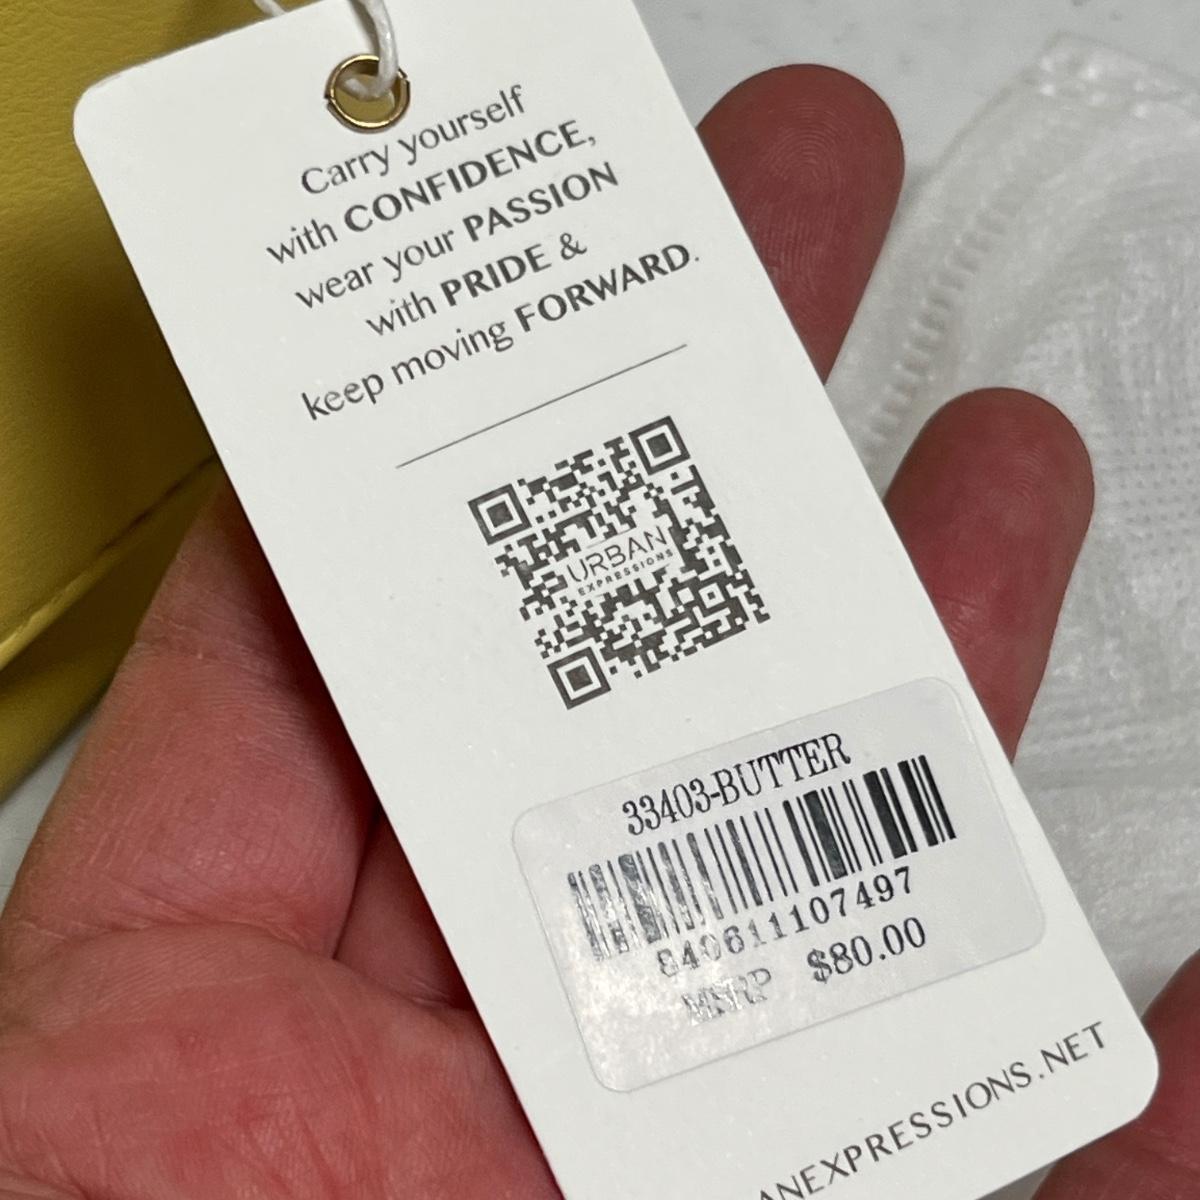 Carry yourself
with CONFIDENCE,
wear your PASSION
with PRIDE &
keep moving FORWARD.
URBAN
EXPRESSIONS
33403-BUTTER
840611107497
MSRP $80.00
ANEXPRESSIONS.NET